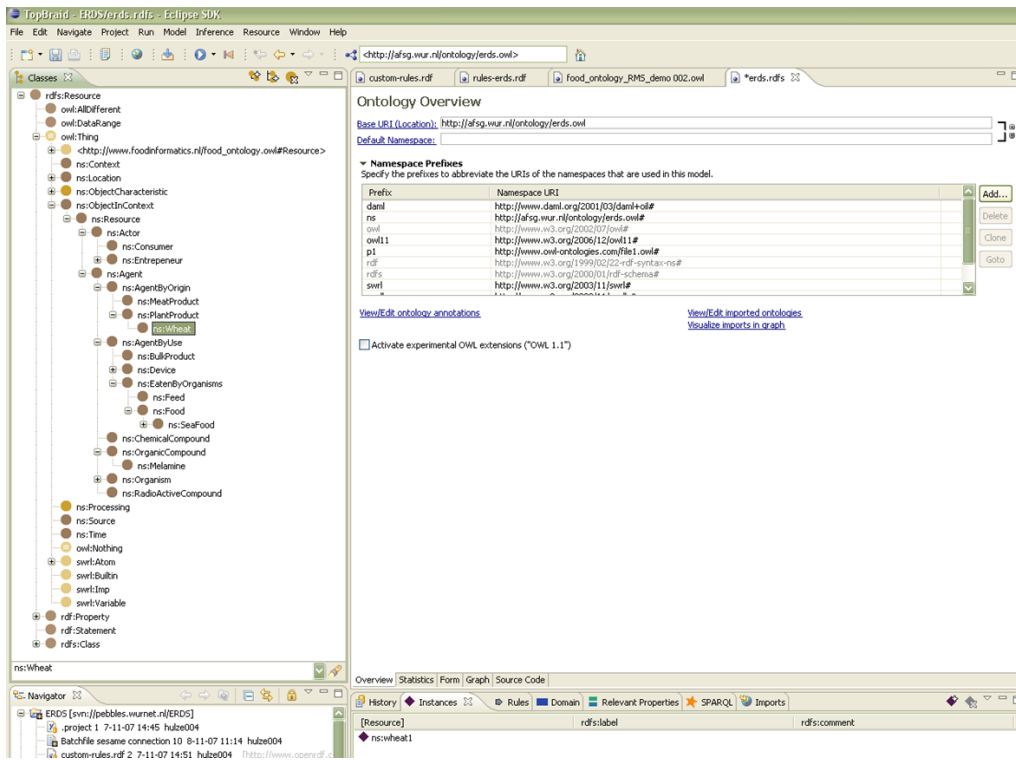 TopBraid - ERDS/erds.rdfs - Eclipse SDK
File Edit Navigate Project Run Model Inference Resource Window Help
<http://afsg.wur.nl/ontology/erds.owl>
Classes
custom-rules.rdf rules-erds.rdf food_ontology_RMS_demo 002.owl *erds.rdfs
rdfs:Resource
owl:AllDifferent
owl:DataRange
owl:Thing
<http://www.foodinformatics.nl/food_ontology.owl#Resource>
ns:Context
ns:Location
ns:ObjectCharacteristic
ns:ObjectInContext
ns:Resource
ns:Actor
ns:Consumer
ns:Entrepeneur
ns:Agent
ns:AgentByOrigin
ns:MeatProduct
ns:PlantProduct
ns:Wheat
ns:AgentByUse
ns:BulkProduct
ns:Device
ns:EatenByOrganisms
ns:Feed
ns:Food
ns:SeaFood
ns:ChemicalCompound
ns:OrganicCompound
ns:Melamine
ns:Organism
ns:RadioActiveCompound
ns:Processing
ns:Source
ns:Time
owl:Nothing
swrl:Atom
swrl:Builtin
swrl:Imp
swrl:Variable
rdf:Property
rdf:Statement
rdfs:Class
ns:Wheat
Ontology Overview
Base URI (Location): http://afsg.wur.nl/ontology/erds.owl
Default Namespace:
Namespace Prefixes
Specify the prefixes to abbreviate the URIs of the namespaces that are used in this model.
Prefix Namespace URI
daml http://www.daml.org/2001/03/daml+oil#
ns http://afsg.wur.nl/ontology/erds.owl#
owl http://www.w3.org/2002/07/owl#
owl11 http://www.w3.org/2006/12/owl11#
p1 http://www.owl-ontologies.com/file1.owl#
rdf http://www.w3.org/1999/02/22-rdf-syntax-ns#
rdfs http://www.w3.org/2000/01/rdf-schema#
swrl http://www.w3.org/2003/11/swrl#
Add...
Delete
Clone
Goto
View/Edit ontology annotations View/Edit imported ontologies
Visualize imports in graph
Activate experimental OWL extensions ("OWL 1.1")
Overview Statistics Form Graph Source Code
Navigator
ERDS [svn://pebbles.wurnet.nl/ERDS]
.project 1 7-11-07 14:45 hulze004
Batchfile sesame connection 10 8-11-07 11:14 hulze004
custom-rules.rdf 2 7-11-07 14:51 hulze004 [http://www.openrdf.c
History Instances Rules Domain Relevant Properties SPARQL Imports
[Resource] rdfs:label rdfs:comment
ns:wheat1